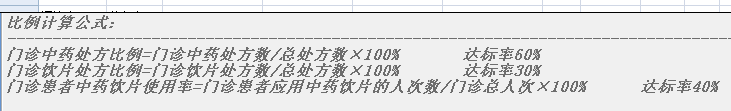 比例计算公式：
门诊中药处方比例=门诊中药处方数/总处方数×100%　　达标率60%
门诊饮片处方比例=门诊饮片处方数/总处方数×100%　　达标率30%
门诊患者中药饮片使用率=门诊患者应用中药饮片的人次数/门诊总人次×100%　　达标率40%